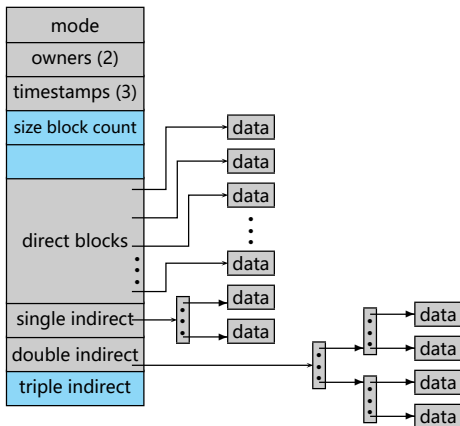 mode
owners (2)
timestamps (3)
size block count
data
data
data
direct blocks
data
data
single indirect
data
data
double indirect
data
triple indirect
data
data